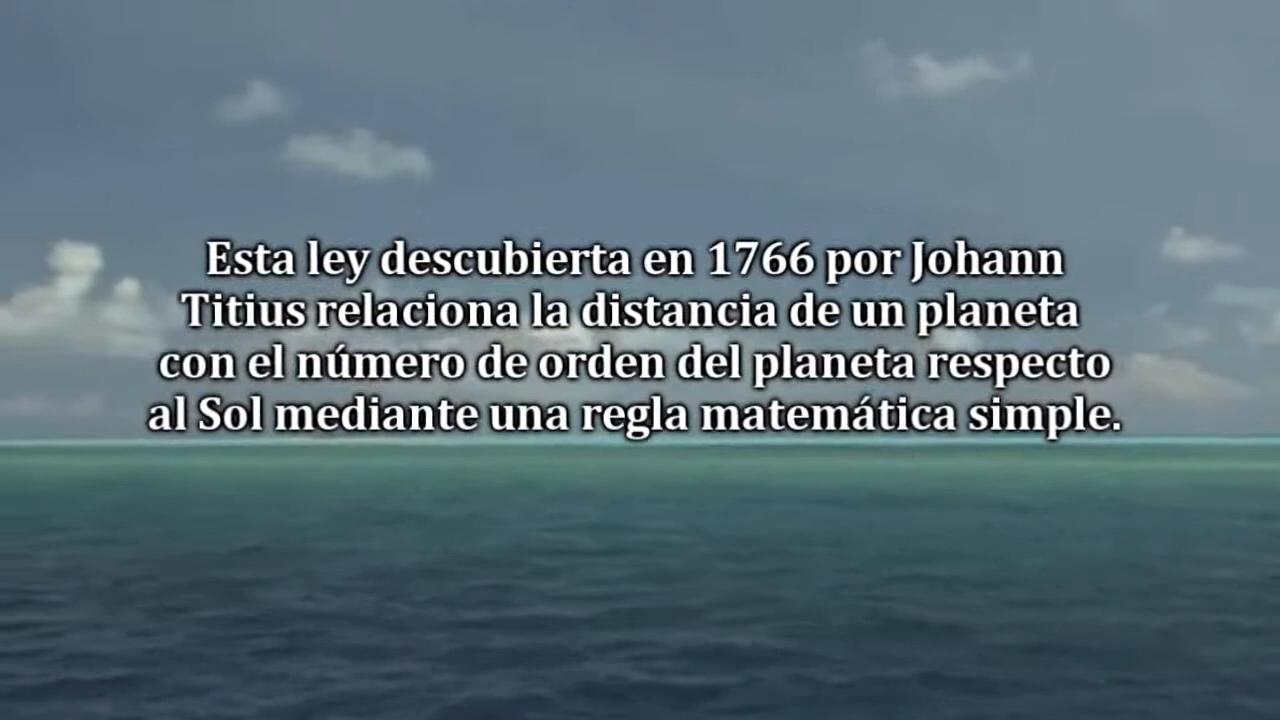 Esta ley descubierta en 1766 por Johann
Titius relaciona la distancia de un planeta
con el número de orden del planeta respecto
al Sol mediante una regla matemática simple.